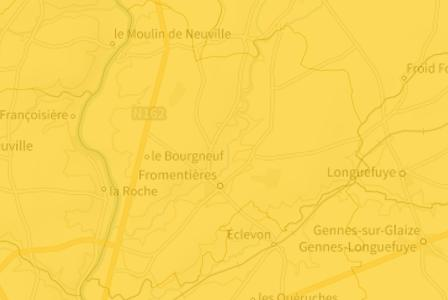 le Moulin de Neuville
Froid Fo
Françoisière
N162
uville
le Bourgneuf
Fromentières
Longuefuye
la Roche
Éclevon
Gennes-sur-Glaize
Gennes-Longuefuye
les Quéruches